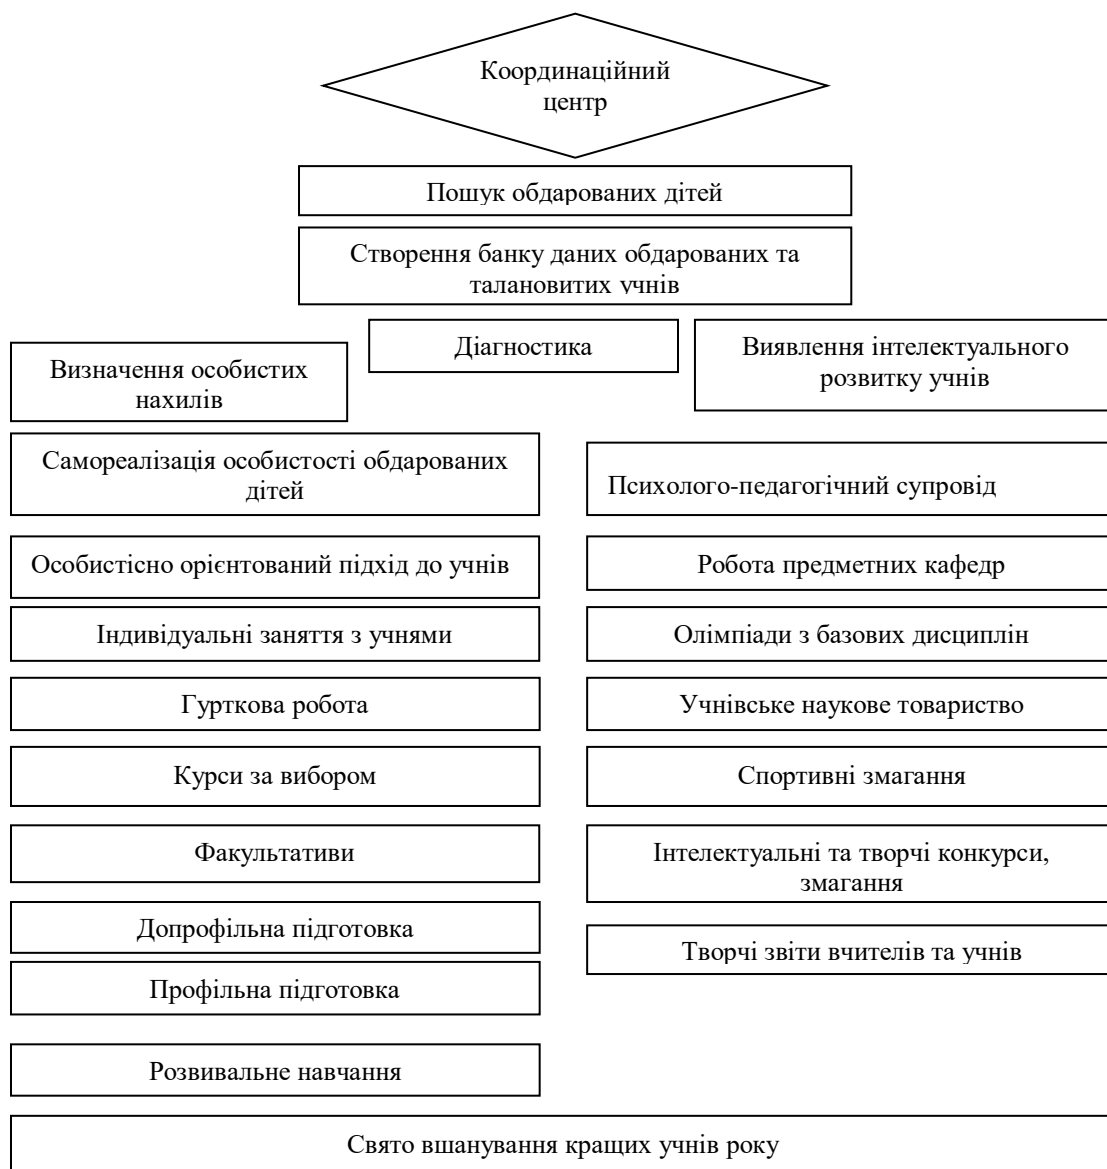 Координаційний
центр
Пошук обдарованих дітей
Створення банку даних обдарованих та
талановитих учнів
Визначення особистих
нахилів
Діагностика
Виявлення інтелектуального
розвитку учнів
Самореалізація особистості обдарованих
дітей
Особистісно орієнтований підхід до учнів
Індивідуальні заняття з учнями
Гурткова робота
Курси за вибором
Факультативи
Допрофільна підготовка
Профільна підготовка
Розвивальне навчання
Психолого-педагогічний супровід
Робота предметних кафедр
Олімпіади з базових дисциплін
Учнівське наукове товариство
Спортивні змагання
Інтелектуальні та творчі конкурси,
змагання
Творчі звіти вчителів та учнів
Свято вшанування кращих учнів року